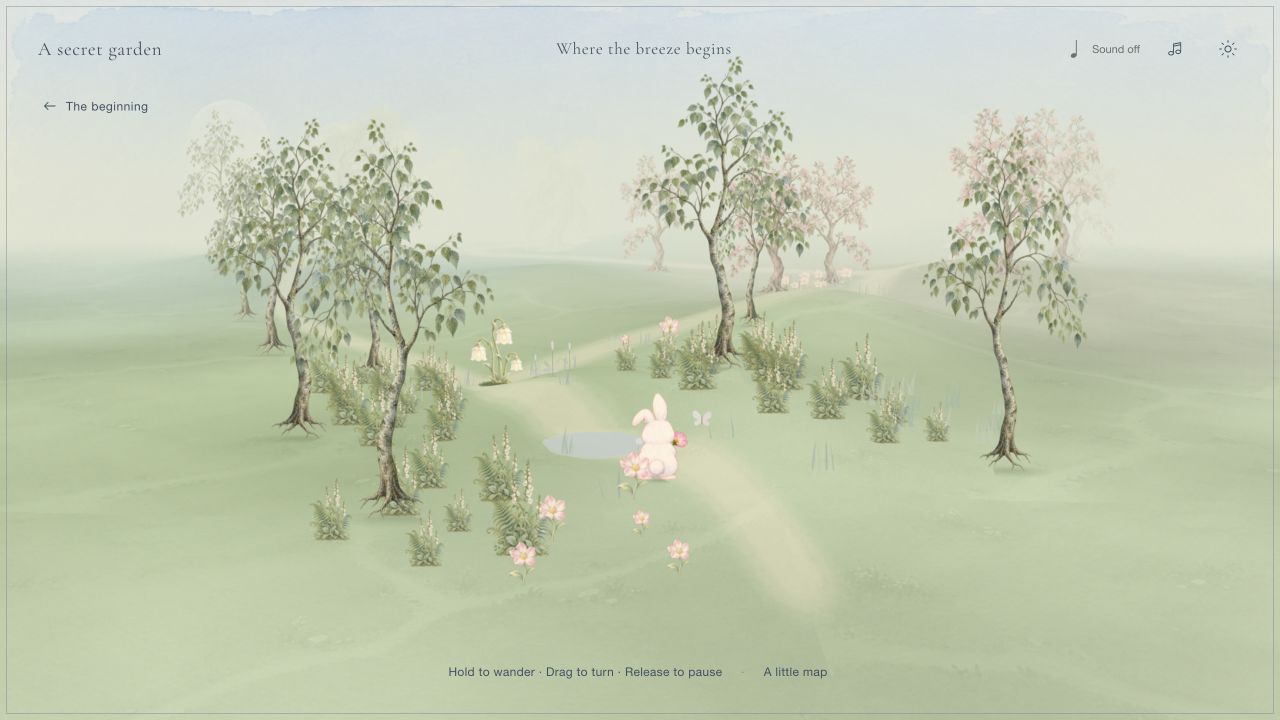 A secret garden
Where the breeze begins
Sound off
The beginning
Hold to wander · Drag to turn · Release to pause · A little map